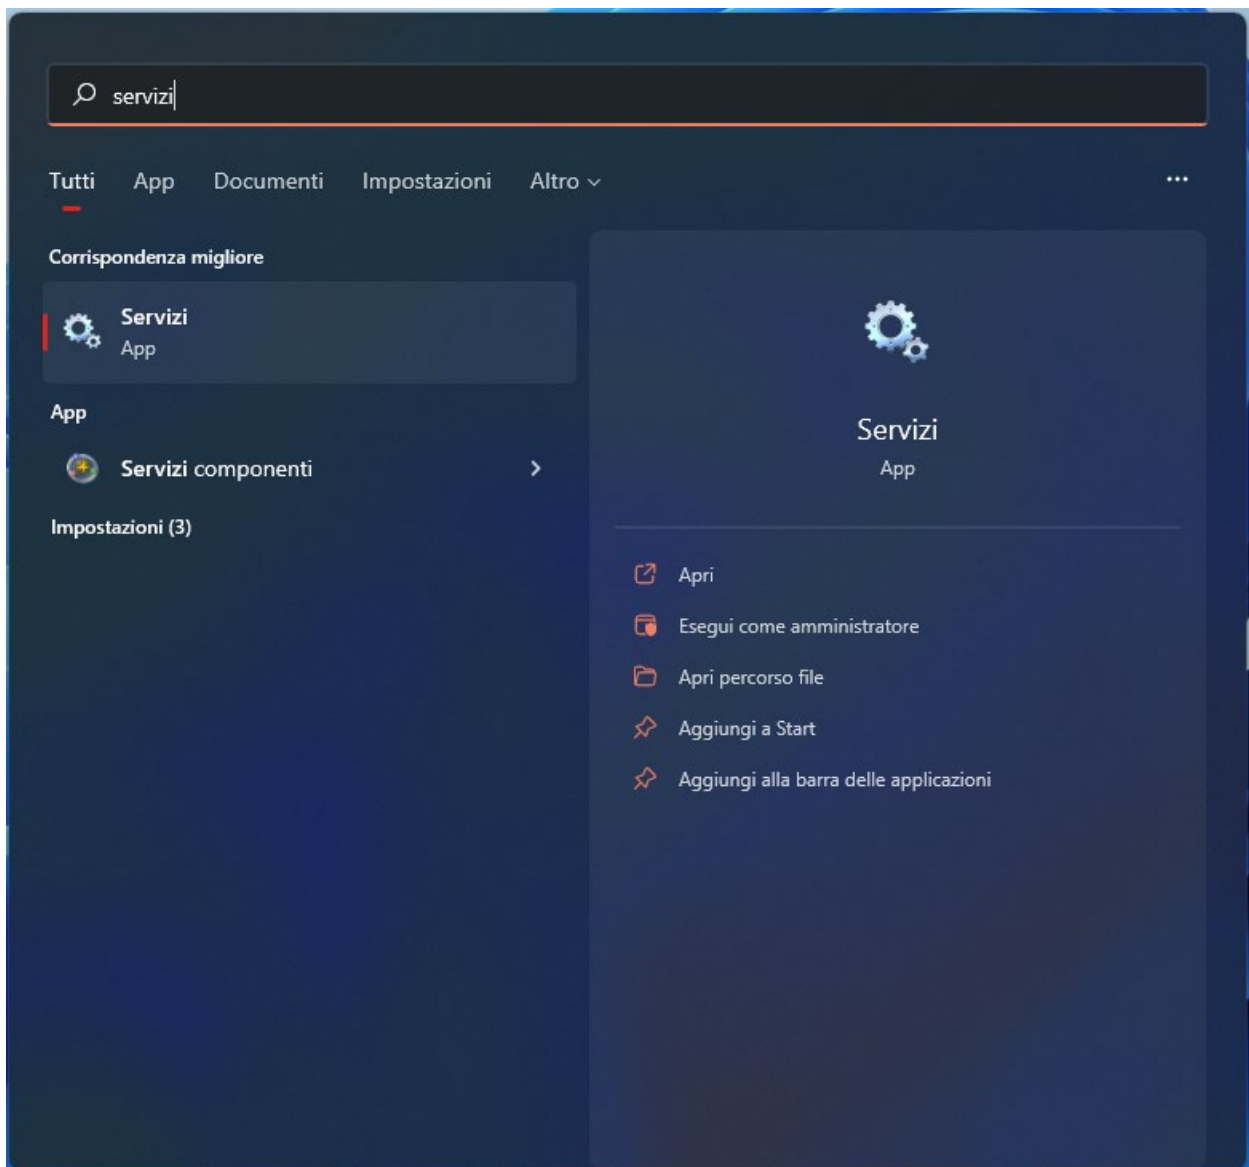 servizi
Tutti App Documenti Impostazioni Altro
Corrispondenza migliore
Servizi
App
App
Servizi componenti
Impostazioni (3)
Servizi
App
Apri
Esegui come amministratore
Apri percorso file
Aggiungi a Start
Aggiungi alla barra delle applicazioni